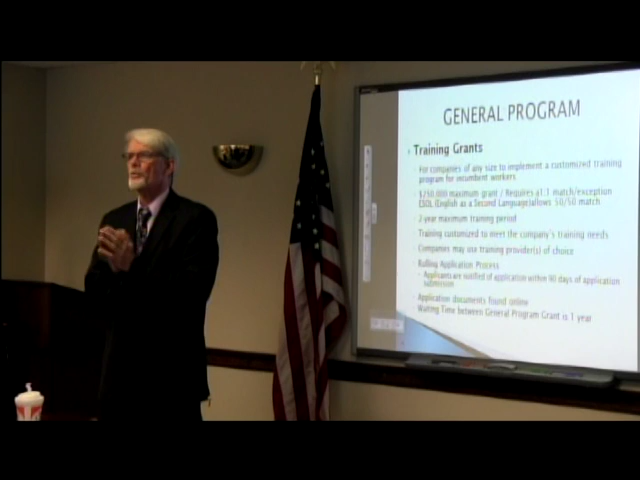 GENERAL PROGRAM
Training Grants
For companies of any size to implement a customized training
program for incumbent workers
$250,000 maximum grant / Requires a1:1 match/exception
ESOL (English as a Second Language)allows 50/50 match
2-year maximum training period
Training customized to meet the company's training needs
Companies may use training provider(s) of choice
Rolling Application Process
Applicants are notified of application within 90 days of application
submission
Application documents found online
Waiting Time between General Program Grant is 1 year